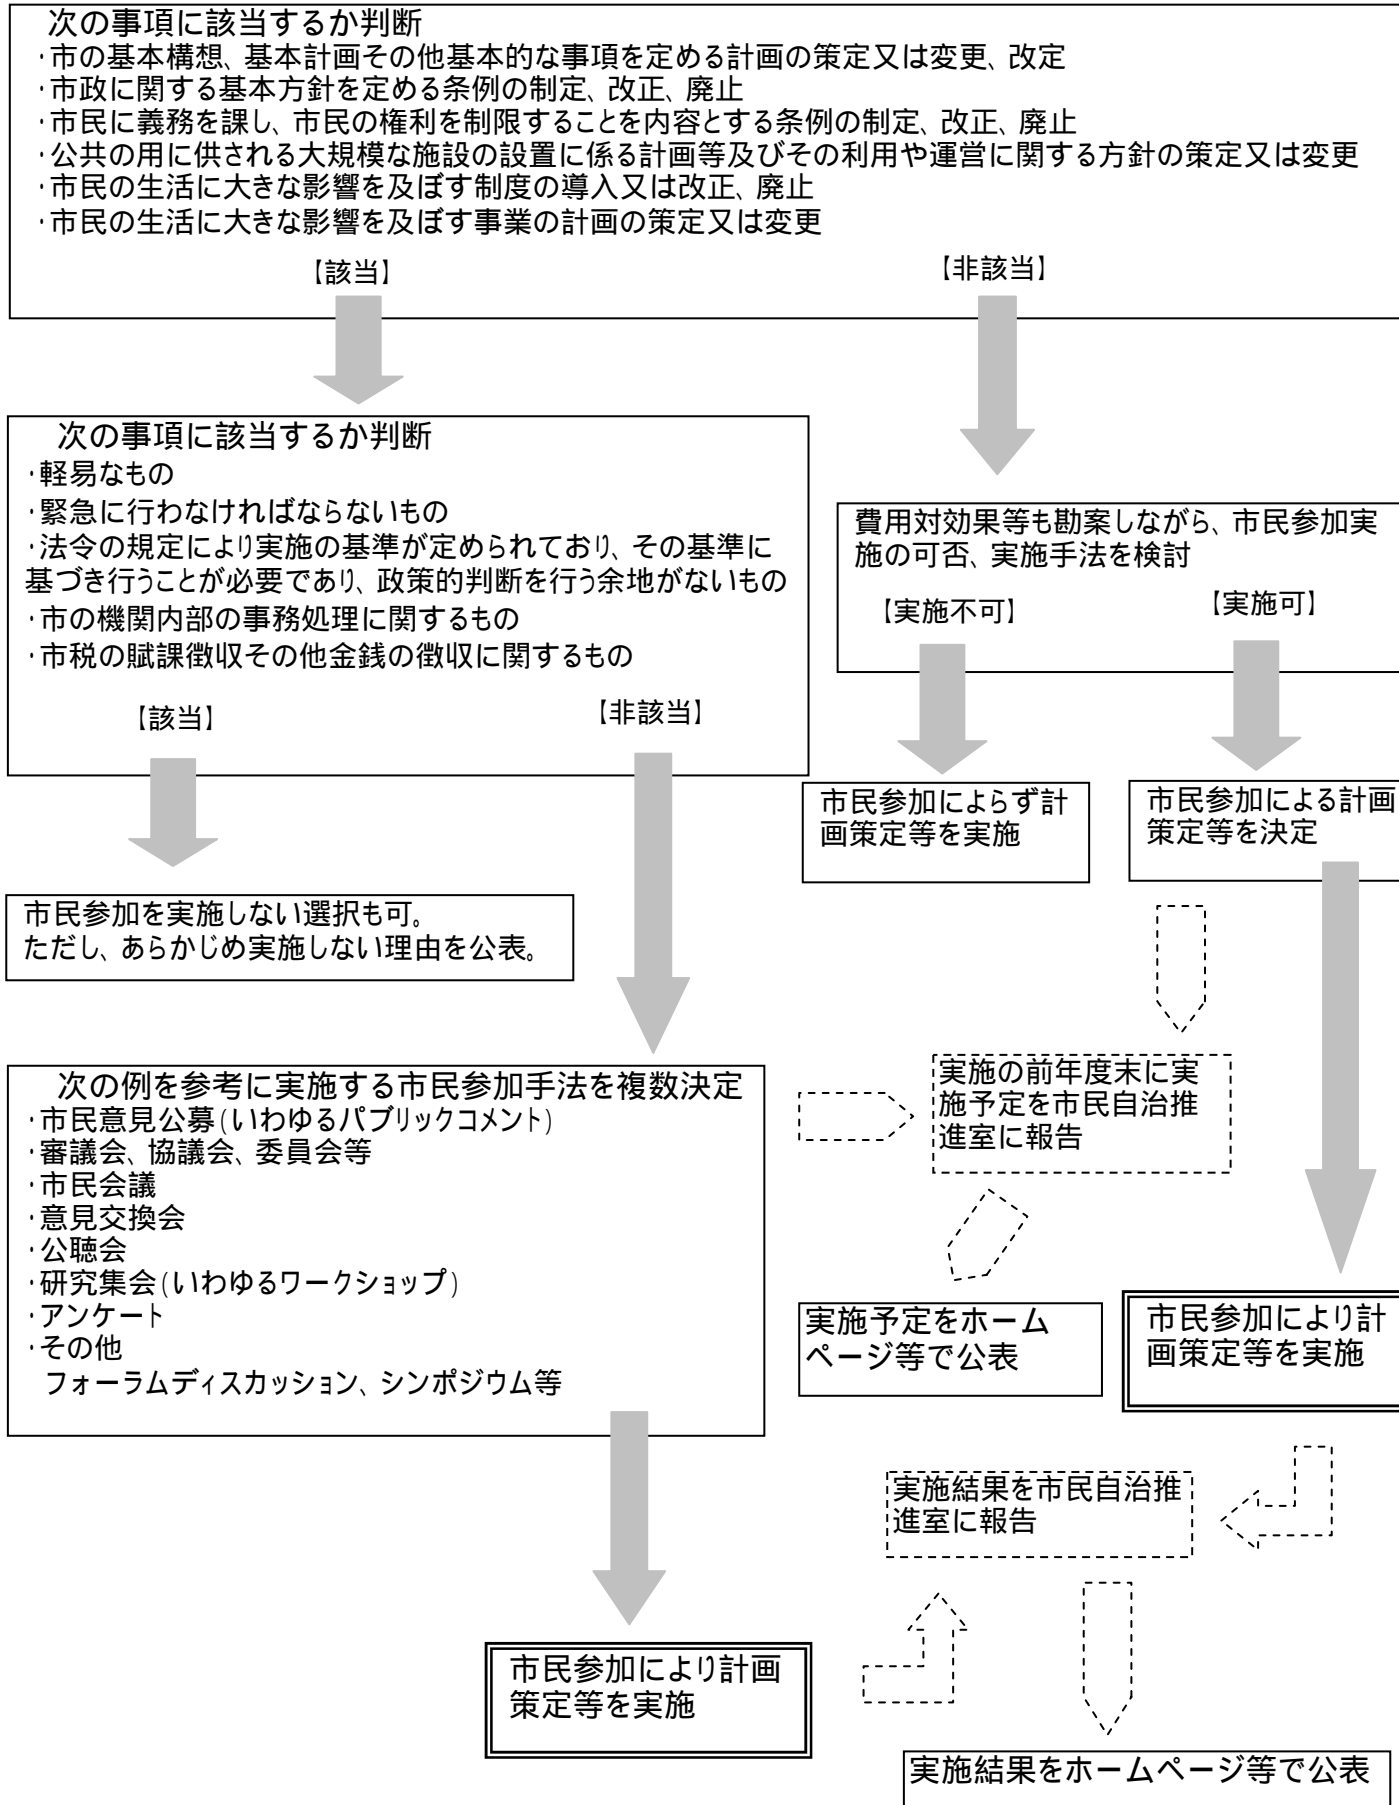 次の事項に該当するか判断
・市の基本構想、基本計画その他基本的な事項を定める計画の策定又は変更、改定
・市政に関する基本方針を定める条例の制定、改正、廃止
・市民に義務を課し、市民の権利を制限することを内容とする条例の制定、改正、廃止
・公共の用に供される大規模な施設の設置に係る計画等及びその利用や運営に関する方針の策定又は変更
・市民の生活に大きな影響を及ぼす制度の導入又は改正、廃止
・市民の生活に大きな影響を及ぼす事業の計画の策定又は変更
【該当】
【非該当】
次の事項に該当するか判断
・軽易なもの
・緊急に行わなければならないもの
・法令の規定により実施の基準が定められており、その基準に
基づき行うことが必要であり、政策的判断を行う余地がないもの
・市の機関内部の事務処理に関するもの
・市税の賦課徴収その他金銭の徴収に関するもの
【該当】
【非該当】
費用対効果等も勘案しながら、市民参加実
施の可否、実施手法を検討
【実施不可】
【実施可】
市民参加によらず計
画策定等を実施
市民参加による計画
策定等を決定
市民参加を実施しない選択も可。
ただし、あらかじめ実施しない理由を公表。
次の例を参考に実施する市民参加手法を複数決定
・市民意見公募(いわゆるパブリックコメント)
・審議会、協議会、委員会等
・市民会議
・意見交換会
・公聴会
・研究集会(いわゆるワークショップ)
・アンケート
・その他
フォーラムディスカッション、シンポジウム等
実施の前年度末に実
施予定を市民自治推
進室に報告
実施予定をホーム
ページ等で公表
市民参加により計
画策定等を実施
実施結果を市民自治推
進室に報告
市民参加により計画
策定等を実施
実施結果をホームページ等で公表